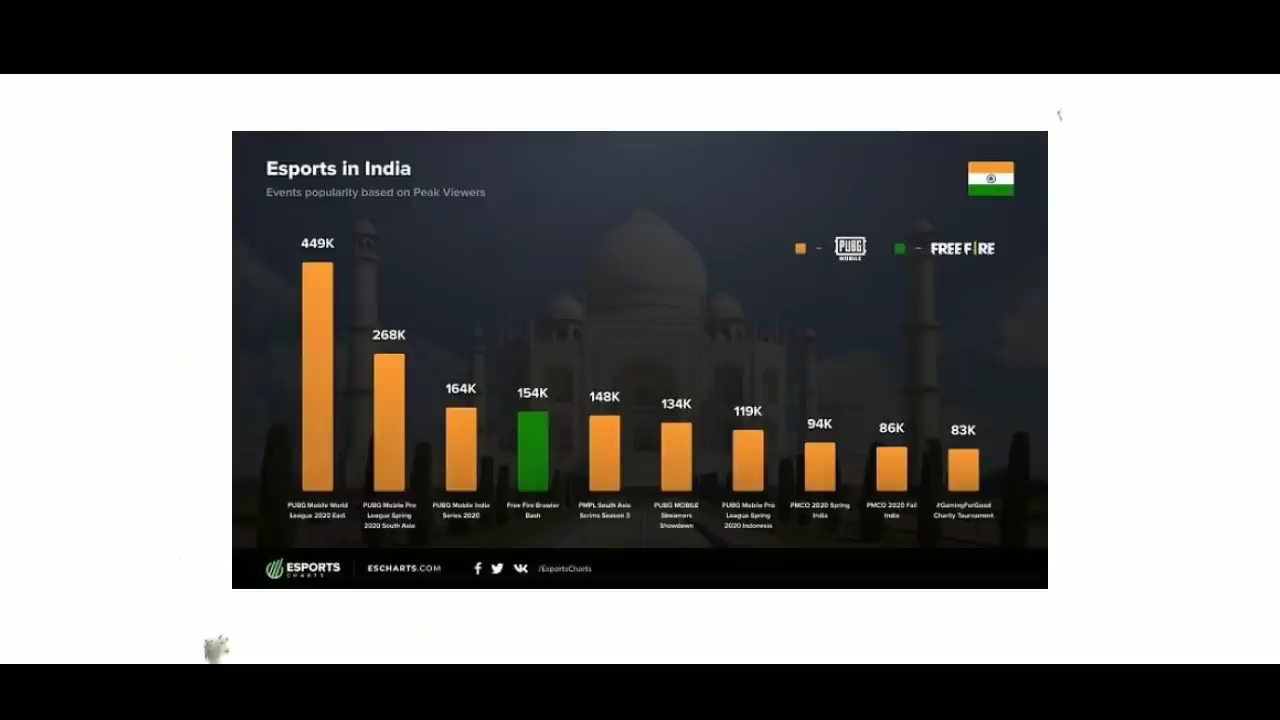 Esports in India
Events popularity based on Peak Viewers
PUBG
MOBILE
FREE FIRE
449K
268K
164K
154K
148K
134K
119K
94K
86K
83K
PUBG Mobile World
League 2020 East
PUBG Mobile Pro
League Spring
2020 South Asia
PUBG Mobile India
Series 2020
Free Fire Brawler
Bash
PMPL South Asia
Scrims Season 3
PUBG MOBILE
Streamers
Showdown
PUBG Mobile Pro
League Spring
2020 Indonesia
PMCO 2020 Spring
India
PMCO 2020 Fall
India
#GamingForGood
Charity Tournament
ESPORTS
CHARTS
ESCHARTS.COM
/EsportsCharts